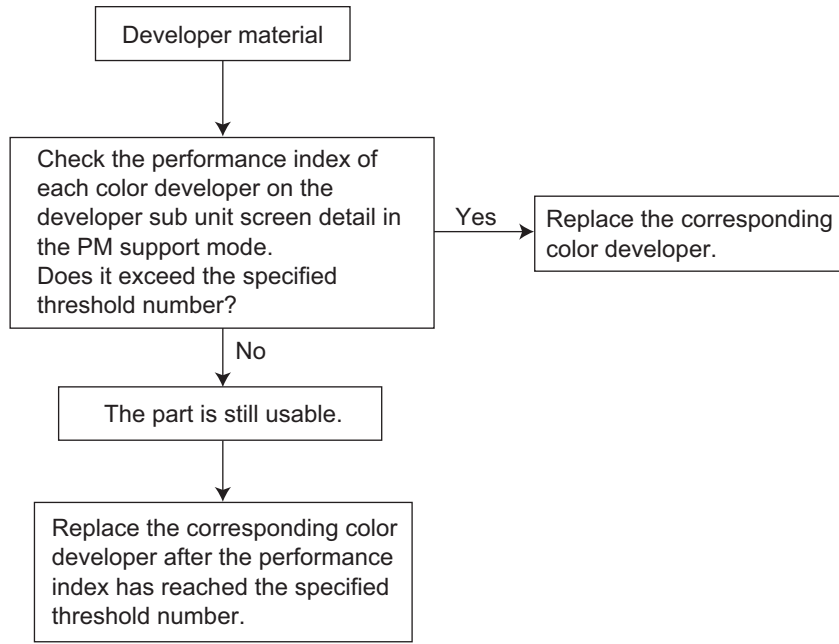 Developer material
Check the performance index of
each color developer on the
developer sub unit screen detail in
the PM support mode.
Does it exceed the specified
threshold number?
Yes
Replace the corresponding
color developer.
No
The part is still usable.
Replace the corresponding color
developer after the performance
index has reached the specified
threshold number.